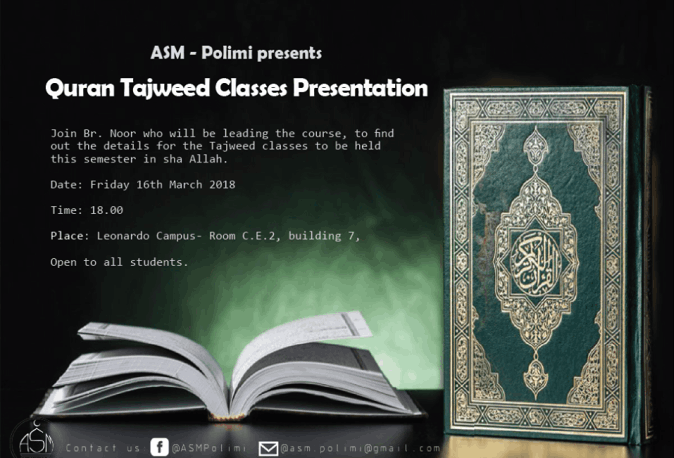 ASM - Polimi presents
Quran Tajweed Classes Presentation
Join Br. Noor who will be leading the course, to find
out the details for the Tajweed classes to be held
this semester in sha Allah.
Date: Friday 16th March 2018
Time: 18.00
Place: Leonardo Campus- Room C.E.2, building 7,
Open to all students.
القرآن الكريم
ASM
Contact us f @ASMPolimi @asm.polimi@gmail.com